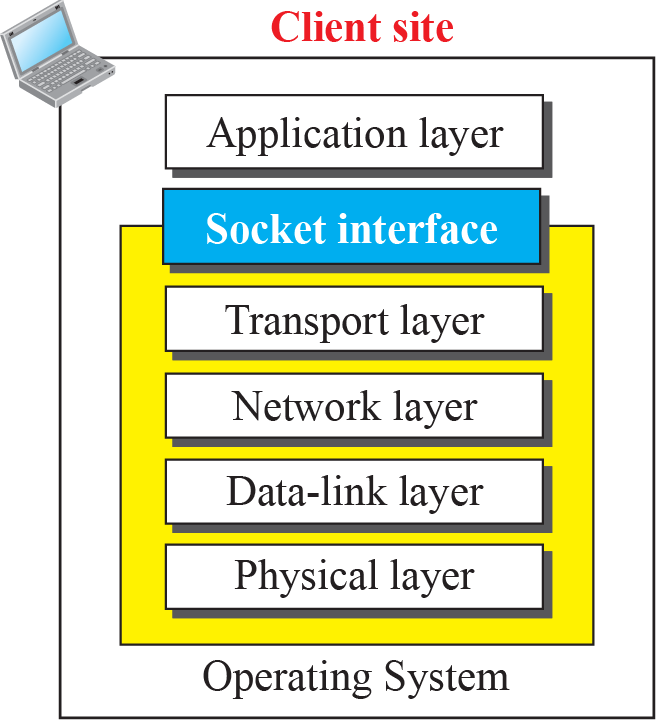 Client site
Application layer
Socket interface
Transport layer
Network layer
Data-link layer
Physical layer
Operating System